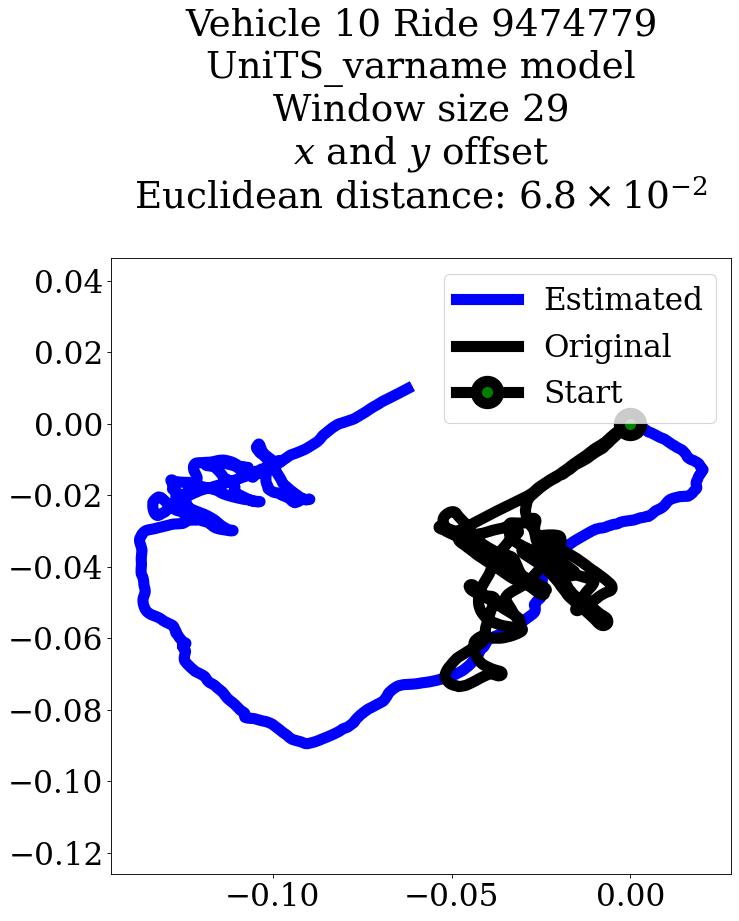 Vehicle 10 Ride 9474779
UniTS_varname model
Window size 29
x and y offset
Euclidean distance: 6.8 × 10⁻²
Estimated
Original
Start
0.04
0.02
0.00
−0.02
−0.04
−0.06
−0.08
−0.10
−0.12
−0.10 −0.05 0.00